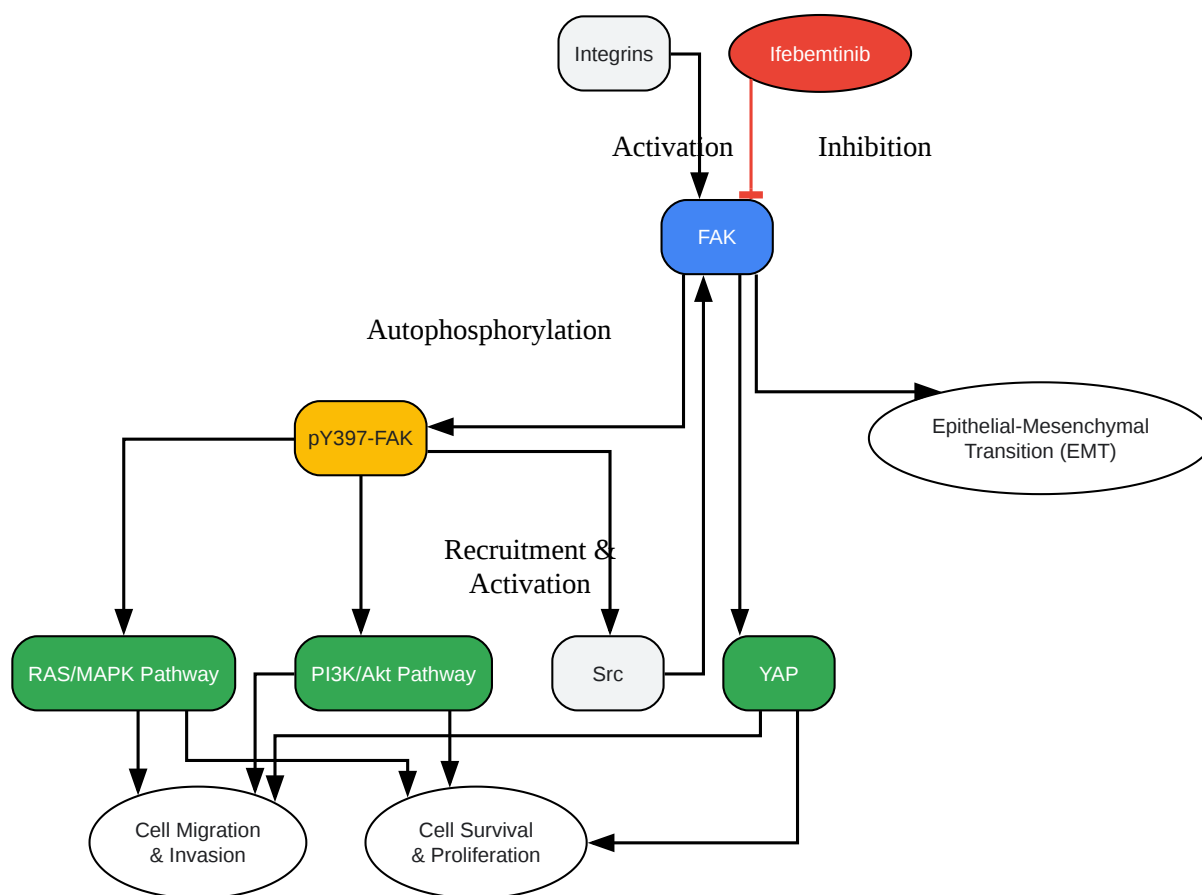 Integrins
Ifebemtinib
Activation
Inhibition
FAK
Autophosphorylation
Epithelial-Mesenchymal
Transition (EMT)
pY397-FAK
Recruitment &
Activation
RAS/MAPK Pathway
PI3K/Akt Pathway
Src
YAP
Cell Migration
& Invasion
Cell Survival
& Proliferation